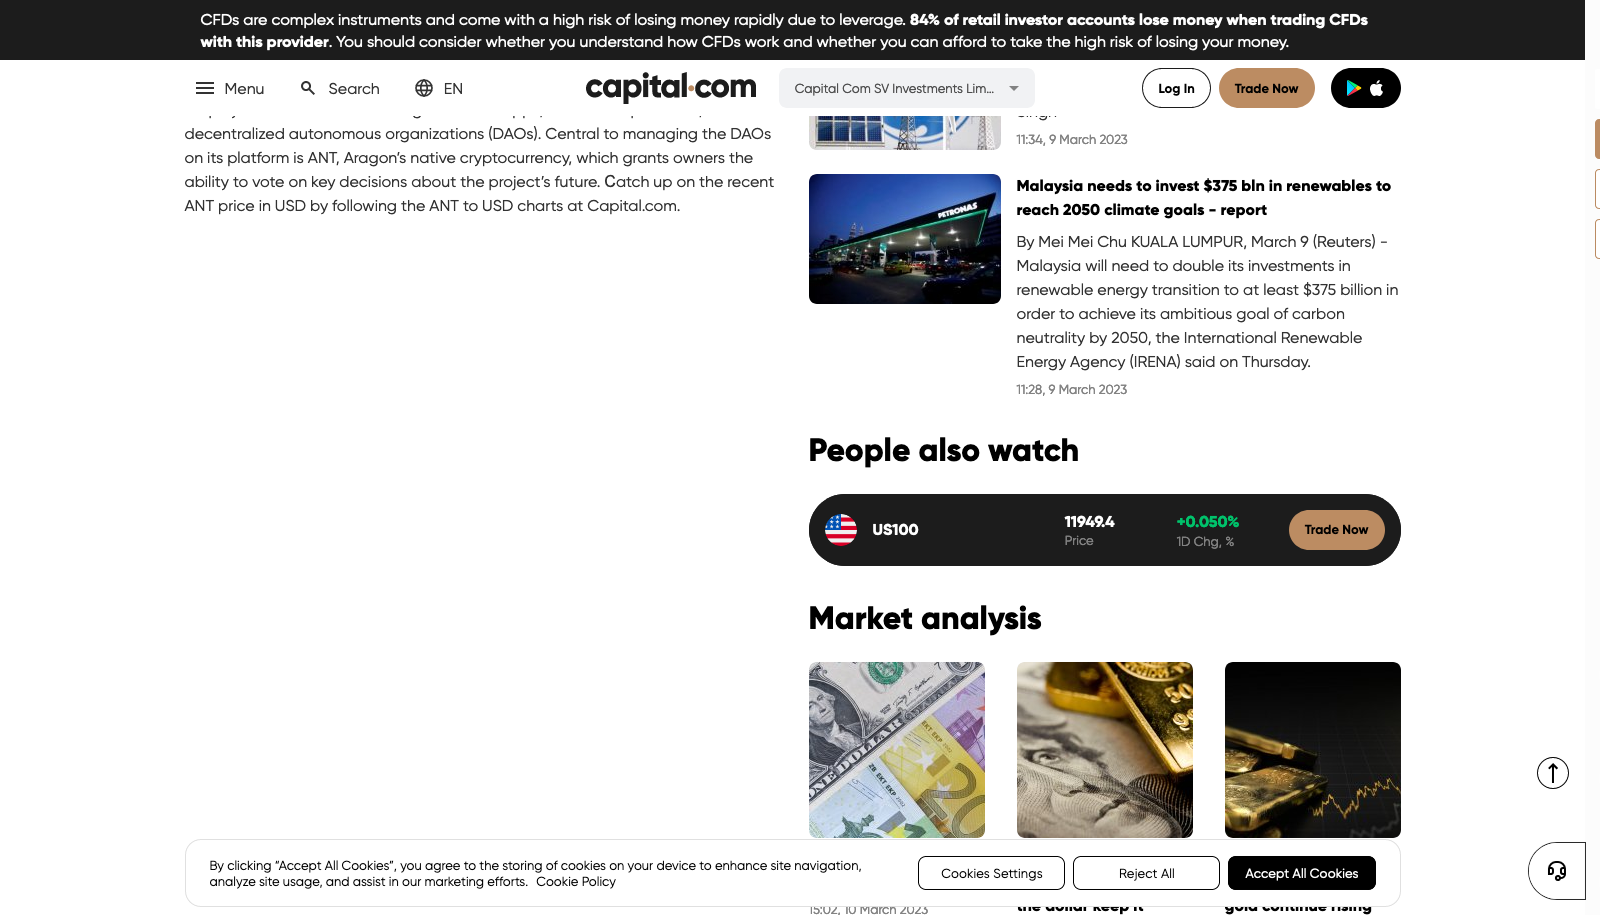 CFDs are complex instruments and come with a high risk of losing money rapidly due to leverage. 84% of retail investor accounts lose money when trading CFDs
with this provider. You should consider whether you understand how CFDs work and whether you can afford to take the high risk of losing your money.
Menu
Search
EN
capital.com
Capital Com SV Investments Lim...
Log In
Trade Now
decentralized autonomous organizations (DAOs). Central to managing the DAOs
on its platform is ANT, Aragon's native cryptocurrency, which grants owners the
ability to vote on key decisions about the project's future. Catch up on the recent
ANT price in USD by following the ANT to USD charts at Capital.com.
11:34, 9 March 2023
PETRONAS
Malaysia needs to invest $375 bln in renewables to
reach 2050 climate goals - report
By Mei Mei Chu KUALA LUMPUR, March 9 (Reuters) -
Malaysia will need to double its investments in
renewable energy transition to at least $375 billion in
order to achieve its ambitious goal of carbon
neutrality by 2050, the International Renewable
Energy Agency (IRENA) said on Thursday.
11:28, 9 March 2023
People also watch
US100
11949.4
Price
+0.050%
1D Chg, %
Trade Now
Market analysis
By clicking “Accept All Cookies”, you agree to the storing of cookies on your device to enhance site navigation,
analyze site usage, and assist in our marketing efforts. Cookie Policy
Cookies Settings
Reject All
Accept All Cookies
15:02, 10 March 2023
the dollar keep it
gold continue rising